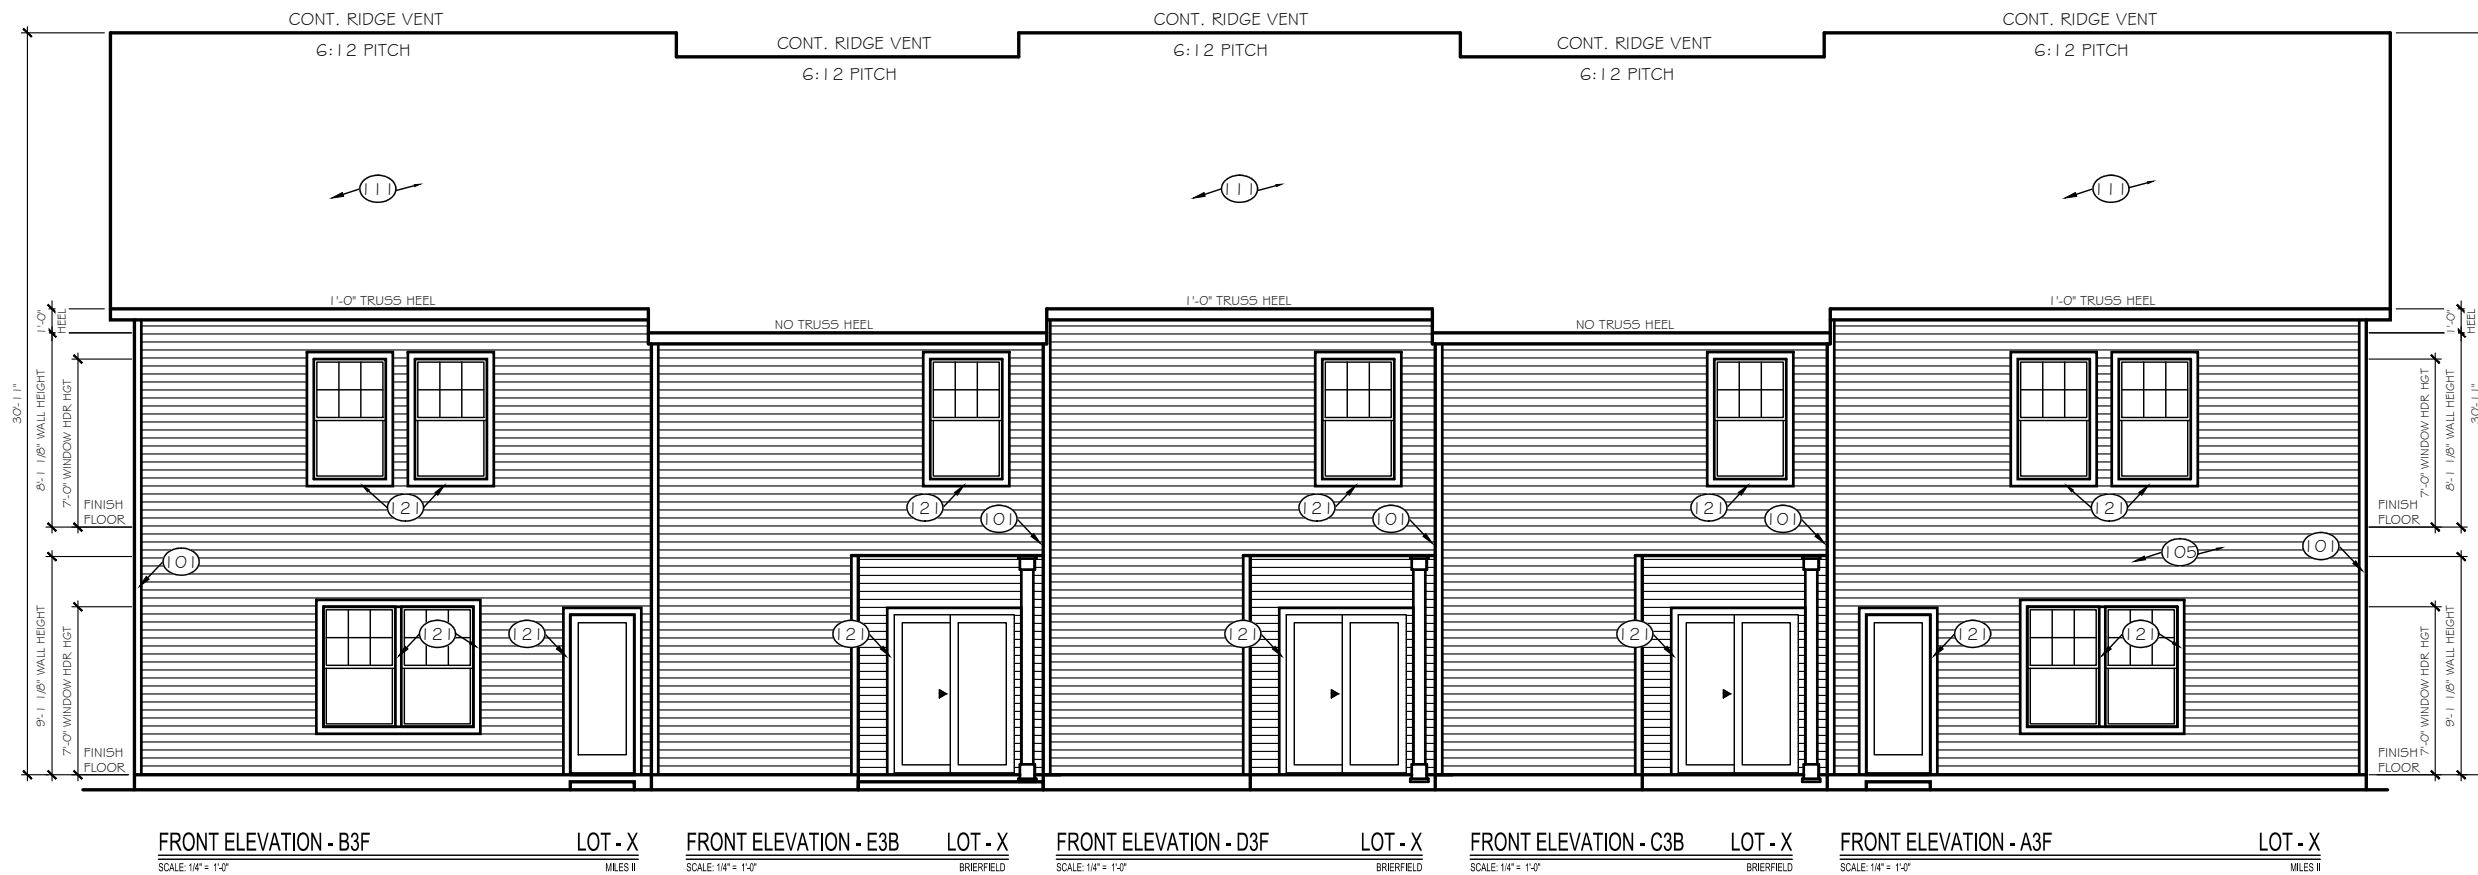 CONT. RIDGE VENT
6:12 PITCH
CONT. RIDGE VENT
6:12 PITCH
CONT. RIDGE VENT
6:12 PITCH
CONT. RIDGE VENT
6:12 PITCH
CONT. RIDGE VENT
6:12 PITCH
111
111
111
1'-0" TRUSS HEEL
NO TRUSS HEEL
1'-0" TRUSS HEEL
NO TRUSS HEEL
1'-0" TRUSS HEEL
30'-11"
1'-0"
HEEL
8'-1 1/8" WALL HEIGHT
7'-0" WINDOW HDR HGT
FINISH
FLOOR
9'-1 1/8" WALL HEIGHT
7'-0" WINDOW HDR HGT
FINISH
FLOOR
121
121
121
121
121
101
101
101
101
105
101
121
121
121
121
121
121
121
1'-0"
HEEL
30'-11"
7'-0" WINDOW HDR HGT
8'-1 1/8" WALL HEIGHT
FINISH
FLOOR
7'-0" WINDOW HDR HGT
9'-1 1/8" WALL HEIGHT
FINISH
FLOOR
FRONT ELEVATION - B3F LOT - X
SCALE: 1/4" = 1'-0" MILES II
FRONT ELEVATION - E3B LOT - X
SCALE: 1/4" = 1'-0" BRIERFIELD
FRONT ELEVATION - D3F LOT - X
SCALE: 1/4" = 1'-0" BRIERFIELD
FRONT ELEVATION - C3B LOT - X
SCALE: 1/4" = 1'-0" BRIERFIELD
FRONT ELEVATION - A3F LOT - X
SCALE: 1/4" = 1'-0" MILES II